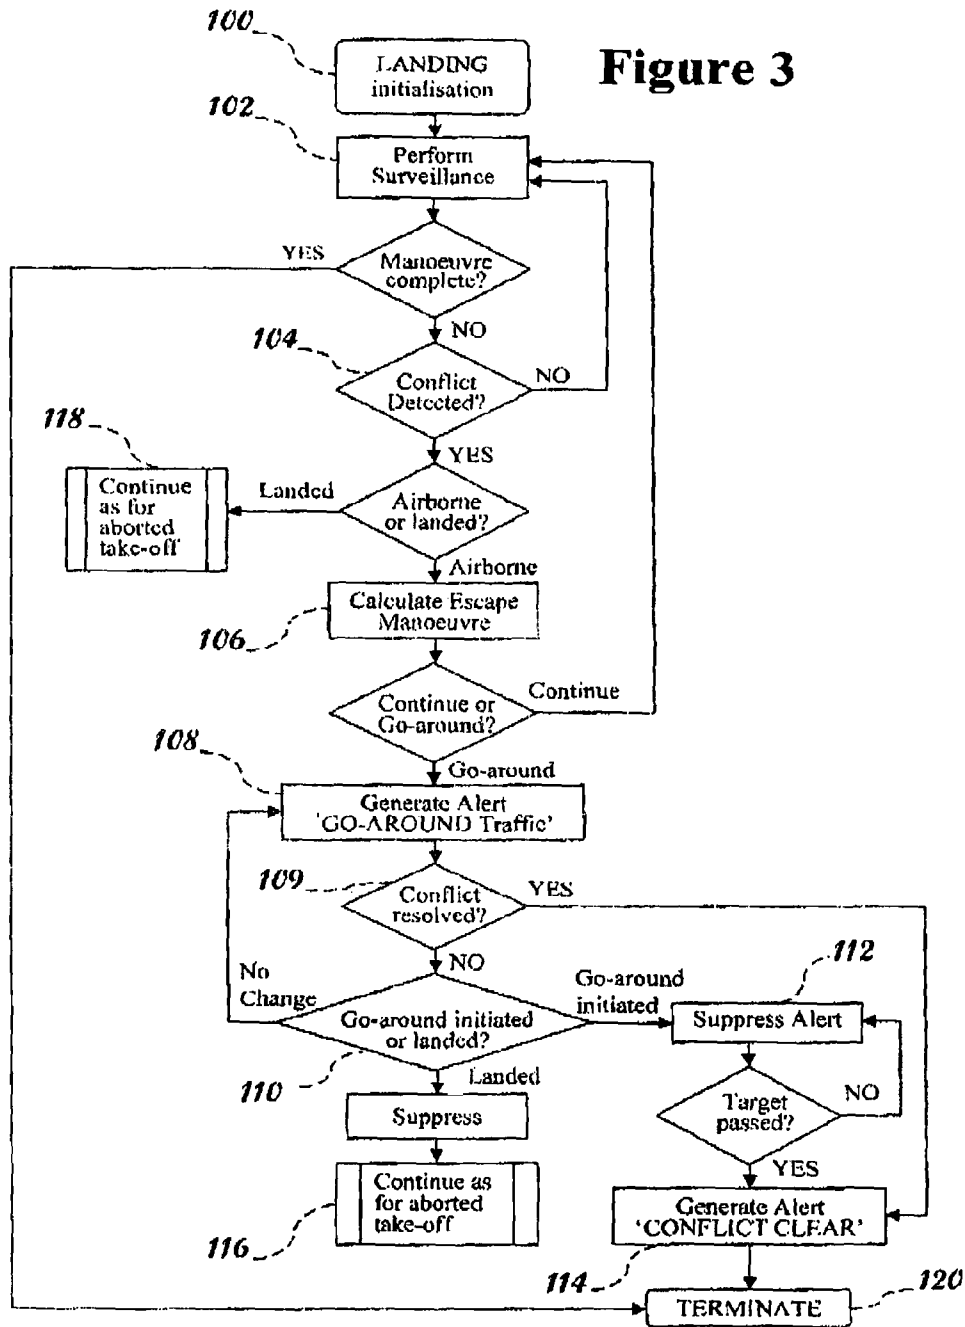 100
LANDING
initialisation
Figure 3
102
Perform
Surveillance
YES
Manoeuvre
complete?
NO
104
Conflict
Detected?
NO
118
YES
Continue
as for
aborted
take-off
Landed
Airborne
or landed?
Airborne
106
Calculate Escape
Manoeuvre
Continue
Continue or
Go-around?
108
Go-around
Generate Alert
'GO-AROUND Traffic'
109
Conflict
resolved?
YES
NO
112
No
Change
Go-around
initiated
Go-around initiated
or landed?
Suppress Alert
110
Landed
Suppress
Target
passed?
NO
YES
Continue as
for aborted
take-off
116
Generate Alert
'CONFLICT CLEAR'
114
TERMINATE
120